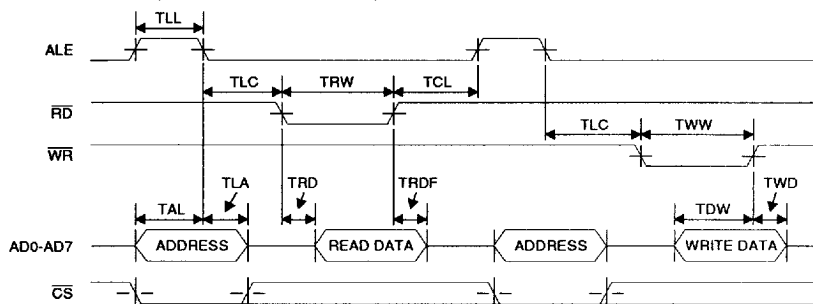 TLL
ALE
TLC TRW TCL
RD
TLC TWW
WR
TLA TRD TRDF TWD
TAL TDW
AD0-AD7 ADDRESS READ DATA ADDRESS WRITE DATA
CS